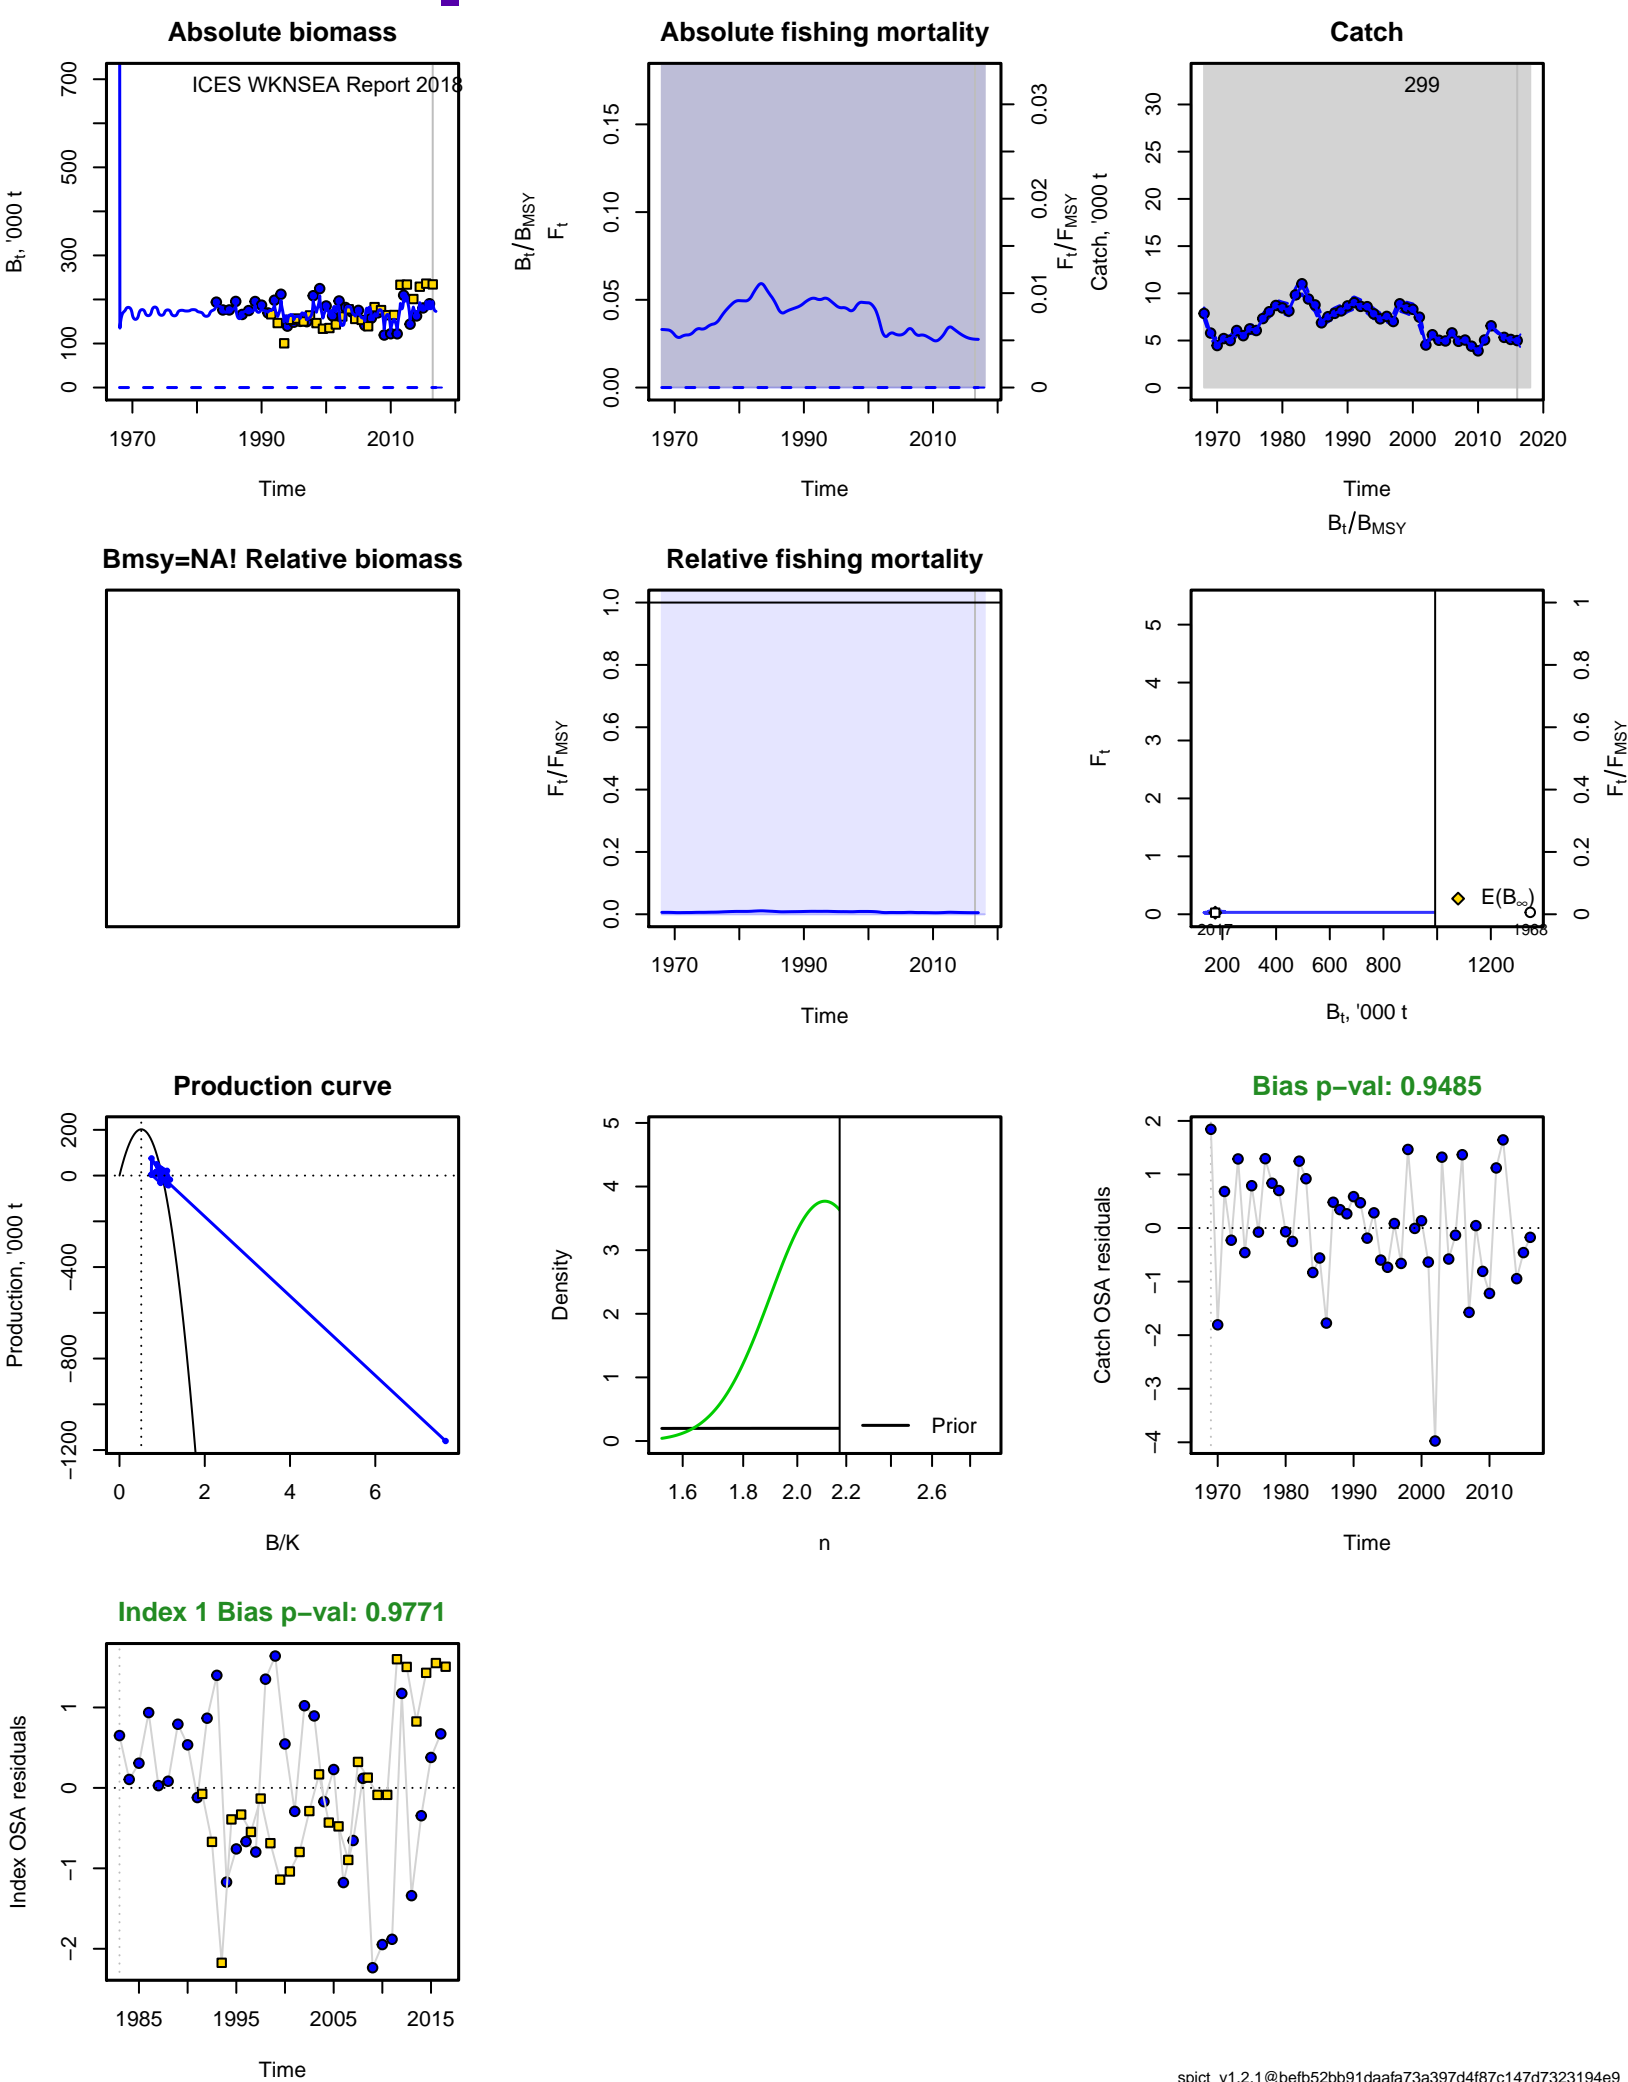 Absolute biomass
ICES WKNSEA Report 2018
Bt, '000 t
0 100 300 500 700
1970 1990 2010
Time
Bt/BMSY
Absolute fishing mortality
Ft
0.00 0.05 0.10 0.15
0 0.01 0.02 0.03
Ft/FMSY
1970 1990 2010
Time
Catch
299
Catch, '000 t
0 5 10 15 20 25 30
1970 1980 1990 2000 2010 2020
Time
Bmsy=NA! Relative biomass
Relative fishing mortality
Ft/FMSY
0.0 0.2 0.4 0.6 0.8 1.0
1970 1990 2010
Time
Bt/BMSY
Ft
0 1 2 3 4 5
0 0.2 0.4 0.6 0.8 1
Ft/FMSY
E(B∞)
2017
1968
200 400 600 800 1200
Bt, '000 t
Production curve
Production, '000 t
−1200 −800 −400 0 200
0 2 4 6
B/K
Density
0 1 2 3 4 5
Prior
1.6 1.8 2.0 2.2 2.6
n
Bias p−val: 0.9485
Catch OSA residuals
−4 −3 −2 −1 0 1 2
1970 1980 1990 2000 2010
Time
Index 1 Bias p−val: 0.9771
Index OSA residuals
−2 −1 0 1
1985 1995 2005 2015
Time
spict_v1.2.1@befb52bb91daafa73a397d4f87c147d7323194e9